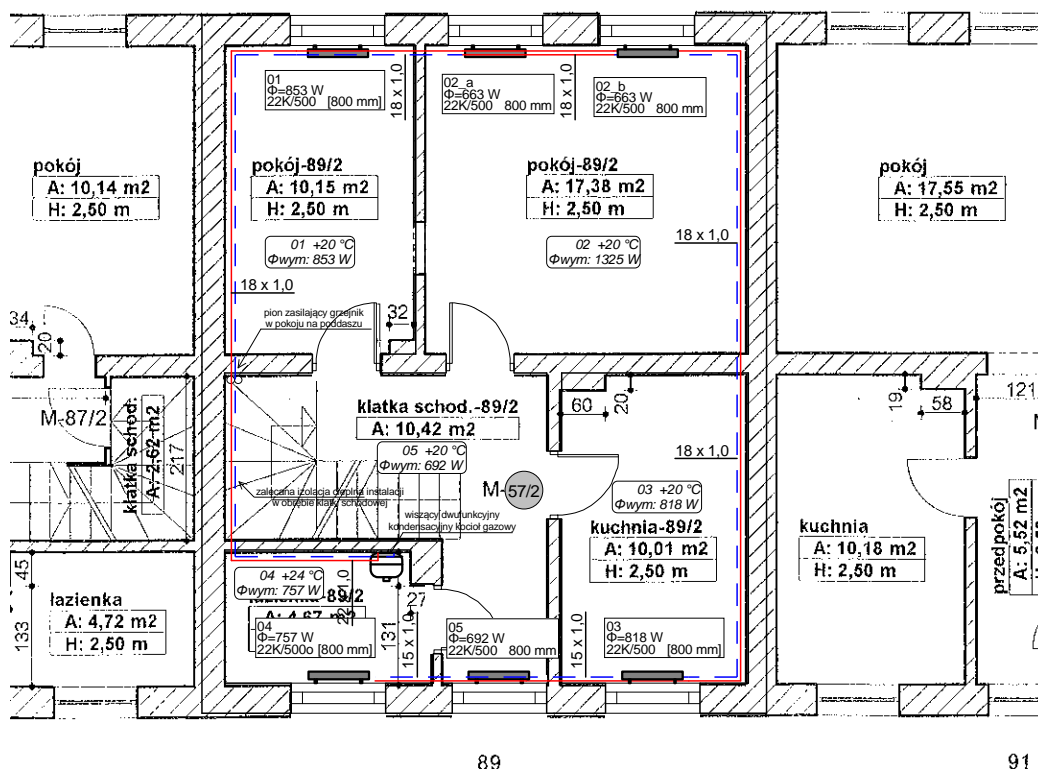 01
Φ=853 W
22K/500 [800 mm]
18 x 1,0
02_a
Φ=663 W
22K/500 800 mm
18 x 1,0
02_b
Φ=663 W
22K/500 800 mm
pokój
A: 10,14 m2
H: 2,50 m
pokój-89/2
A: 10,15 m2
H: 2,50 m
pokój-89/2
A: 17,38 m2
H: 2,50 m
pokój
A: 17,55 m2
H: 2,50 m
01 +20 °C
Φwym: 853 W
02 +20 °C
Φwym: 1325 W
18 x 1,0
18 x 1,0
34
20
pion zasilający grzejnik
w pokoju na poddaszu
32
klatka schod.-89/2
A: 10,42 m2
60
20
19
58
121
M-87/2
klatka schod.
A: 2,62 m2
217
05 +20 °C
Φwym: 692 W
18 x 1,0
zalecana izolacja cieplna instalacji
w obrębie klatki schodowej
M-57/2
wiszący dwufunkcyjny
kondensacyjny kocioł gazowy
03 +20 °C
Φwym: 818 W
kuchnia-89/2
A: 10,01 m2
H: 2,50 m
kuchnia
A: 10,18 m2
H: 2,50 m
przedpokój
A: 5,52 m2
45
133
łazienka
A: 4,72 m2
H: 2,50 m
04 +24 °C
Φwym: 757 W
-89/2
A: 4,67 m2
27
131
15 x 1,0
04
Φ=757 W
22K/500o [800 mm]
05
Φ=692 W
22K/500 800 mm
15 x 1,0
03
Φ=818 W
22K/500 [800 mm]
89
91